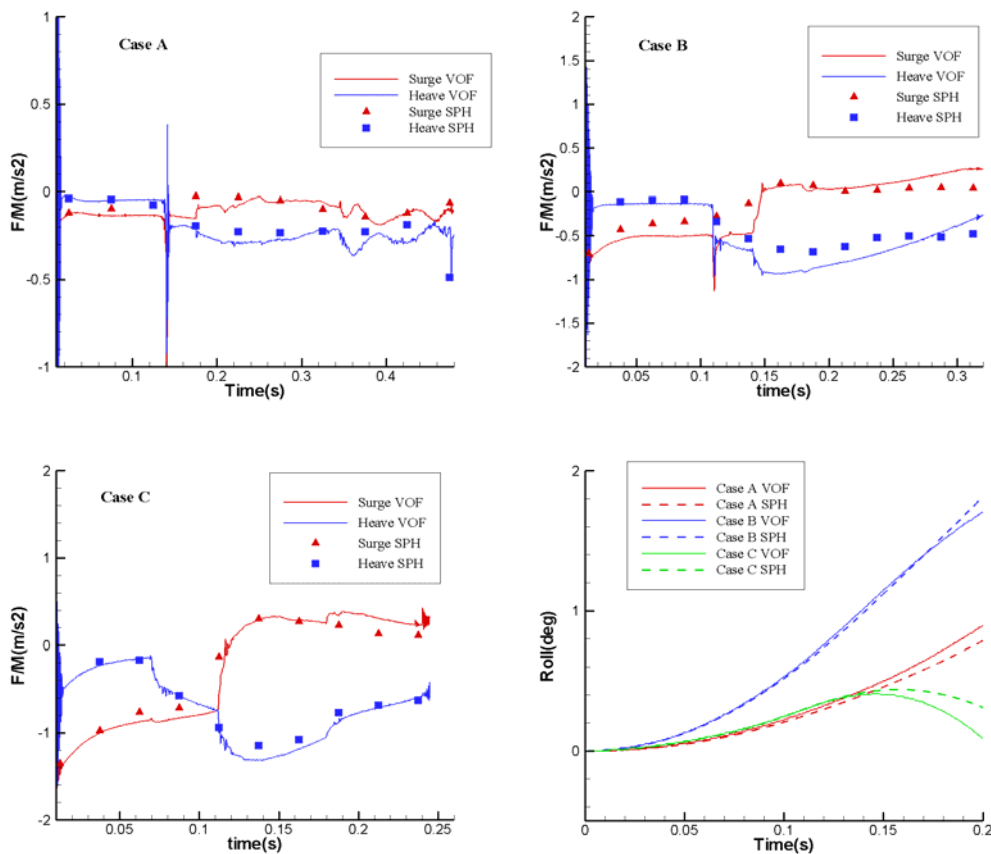 Case A
Surge VOF
Heave VOF
Surge SPH
Heave SPH
1
0.5
0
-0.5
-1
F/M(m/s2)
0.1
0.2
0.3
0.4
Time(s)
Case B
Surge VOF
Heave VOF
Surge SPH
Heave SPH
2
1.5
1
0.5
0
-0.5
-1
-1.5
-2
F/M(m/s2)
0.05
0.1
0.15
0.2
0.25
0.3
time(s)
Case C
Surge VOF
Heave VOF
Surge SPH
Heave SPH
2
1
0
-1
-2
F/M(m/s2)
0.05
0.1
0.15
0.2
0.25
time(s)
Case A VOF
Case A SPH
Case B VOF
Case B SPH
Case C VOF
Case C SPH
2
1
0
Roll(deg)
0
0.05
0.1
0.15
0.2
Time(s)